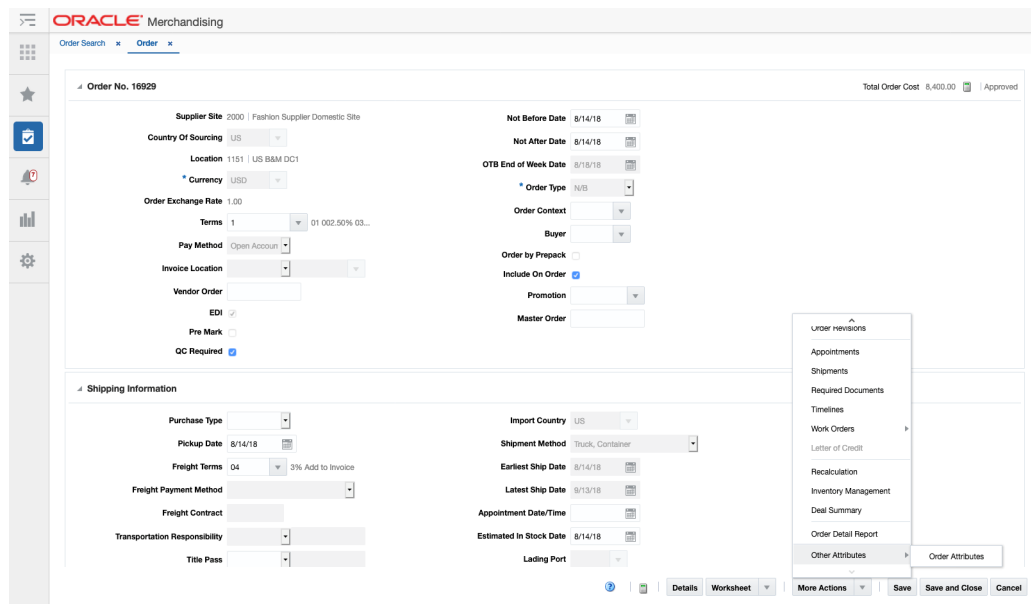 ORACLE® Merchandising
Order Search × Order ×
Order No. 16929
Total Order Cost 8,400.00 | Approved
Supplier Site 2000 | Fashion Supplier Domestic Site
Country Of Sourcing US
Location 1151 | US B&M DC1
* Currency USD
Order Exchange Rate 1.00
Terms 1 01 002.50% 03...
Pay Method Open Accoun
Invoice Location
Vendor Order
EDI
Pre Mark
QC Required
Not Before Date 8/14/18
Not After Date 8/14/18
OTB End of Week Date 8/18/18
* Order Type N/B
Order Context
Buyer
Order by Prepack
Include On Order
Promotion
Master Order
7
Shipping Information
Purchase Type
Pickup Date 8/14/18
Freight Terms 04 3% Add to Invoice
Freight Payment Method
Freight Contract
Transportation Responsibility
Title Pass
Import Country US
Shipment Method Truck, Container
Earliest Ship Date 8/14/18
Latest Ship Date 9/13/18
Appointment Date/Time
Estimated In Stock Date 8/14/18
Lading Port
Order Revisions
Appointments
Shipments
Required Documents
Timelines
Work Orders
Letter of Credit
Recalculation
Inventory Management
Deal Summary
Order Detail Report
Other Attributes
Order Attributes
? Details Worksheet More Actions Save Save and Close Cancel